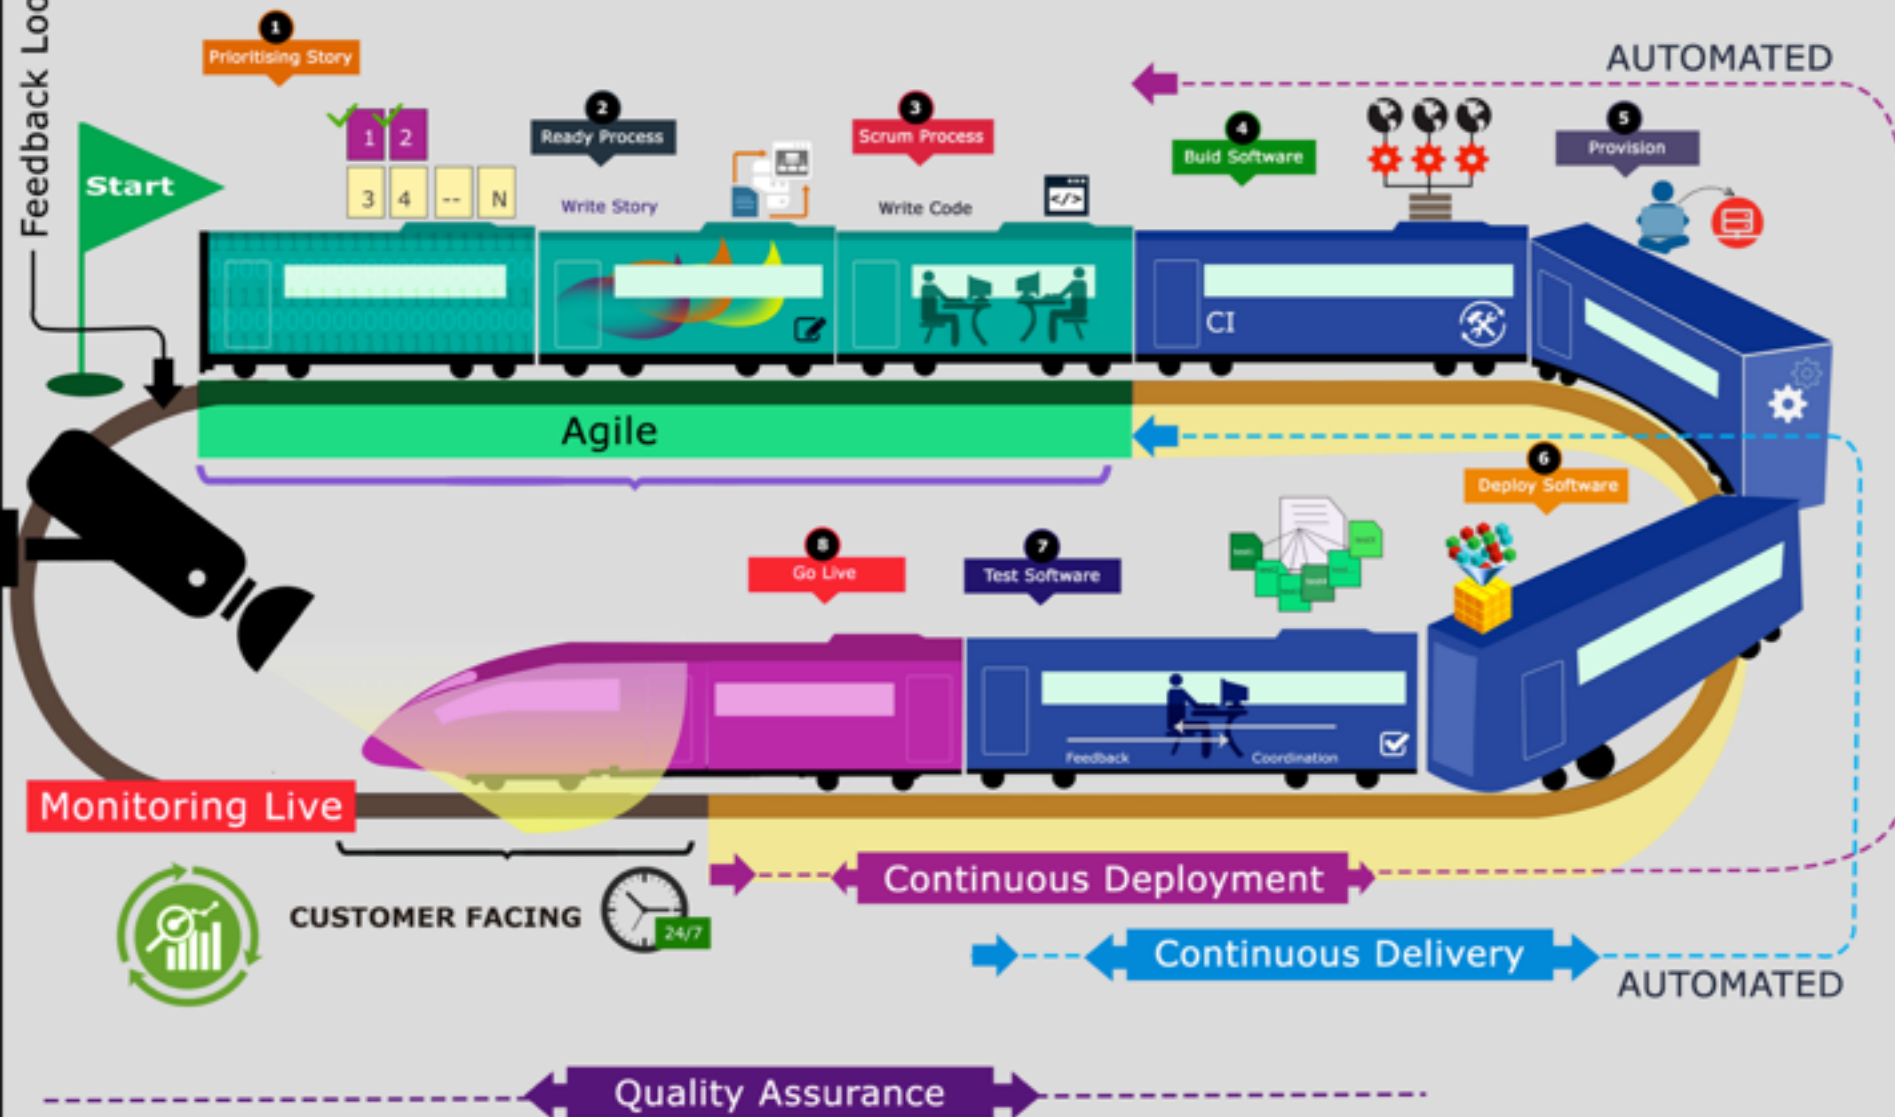 Feedback Loo
AUTOMATED
1
Prioritising Story
2
Ready Process
3
Scrum Process
4
Buid Software
5
Provision
Start
1 2
3 4 -- N
Write Story
Write Code
</>
CI
Agile
6
Deploy Software
8
Go Live
7
Test Software
Feedback
Coordination
Monitoring Live
Continuous Deployment
CUSTOMER FACING
24/7
Continuous Delivery
AUTOMATED
Quality Assurance